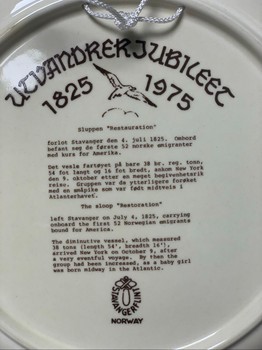 UTVANDRERJUBILEET
1825 1975
Sluppen "Restauration"
forlot Stavanger den 4. juli 1825. Ombord
befant seg de første 52 norske emigranter
med kurs for Amerika.
Det vesle fartøyet på bare 38 br. reg. tonn,
54 fot langt og 16 fot bredt, ankom New York
den 9. oktober etter en meget begivenhetsrik
reise. Gruppen var de ytterligere forøket
med en småpike som var født midtveis i
Atlanterhavet.
The sloop "Restoration"
left Stavanger on July 4, 1825, carrying
onboard the first 52 Norwegian emigrants
bound for America.
The diminutive vessel, which measured
38 tons (length 54', breadth 16'),
arrived New York on October 9, after
a very eventful voyage. By then the
group had been increased, as a baby girl
was born midway in the Atlantic.
STAVANGERFLINT
NORWAY